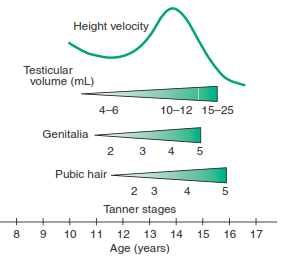 Height velocity
Testicular
volume (mL)
4–6 10–12 15–25
Genitalia
2 3 4 5
Pubic hair
2 3 4 5
Tanner stages
8 9 10 11 12 13 14 15 16 17
Age (years)